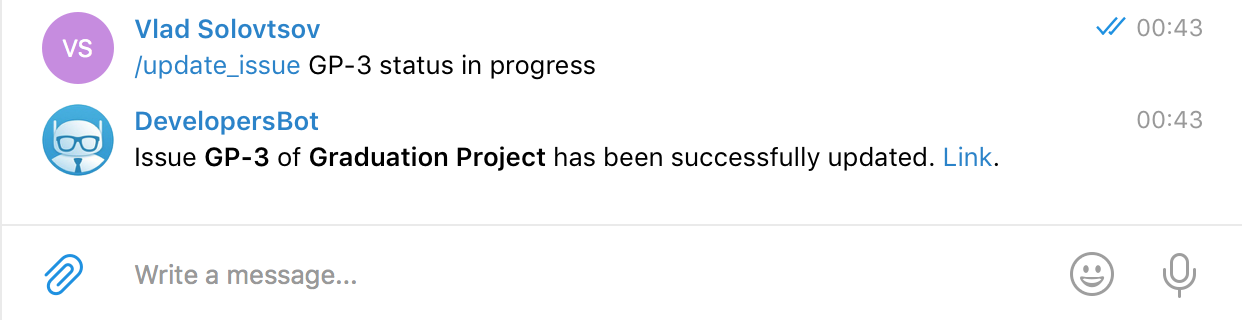 VS
Vlad Solovtsov
00:43
/update_issue GP-3 status in progress
DevelopersBot
00:43
Issue GP-3 of Graduation Project has been successfully updated. Link.
Write a message...